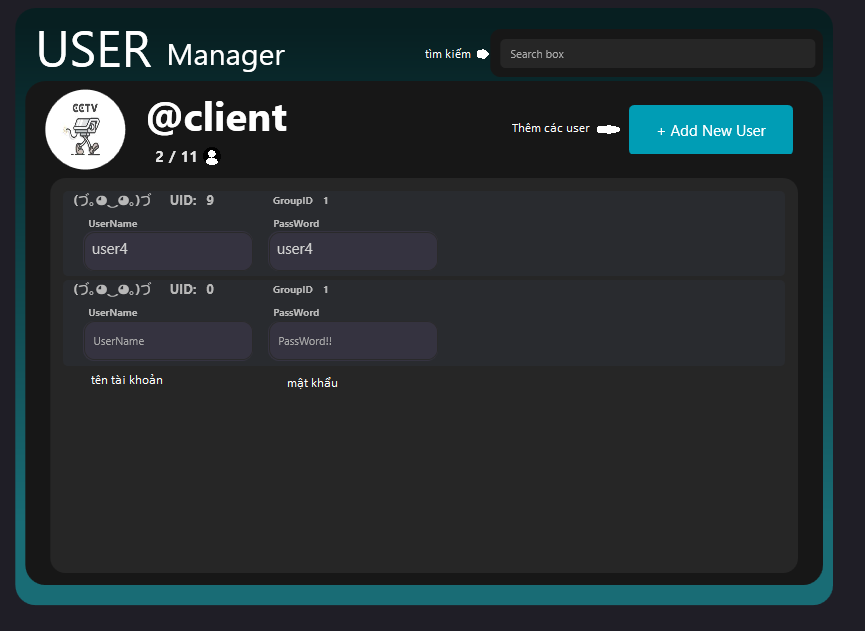 USER Manager
tìm kiếm
Search box
CCTV
@client
2 / 11
Thêm các user
+ Add New User
(づ｡◕‿◕｡)づ UID: 9 GroupID 1
UserName PassWord
user4 user4
(づ｡◕‿◕｡)づ UID: 0 GroupID 1
UserName PassWord
UserName PassWord!!
tên tài khoản mật khẩu